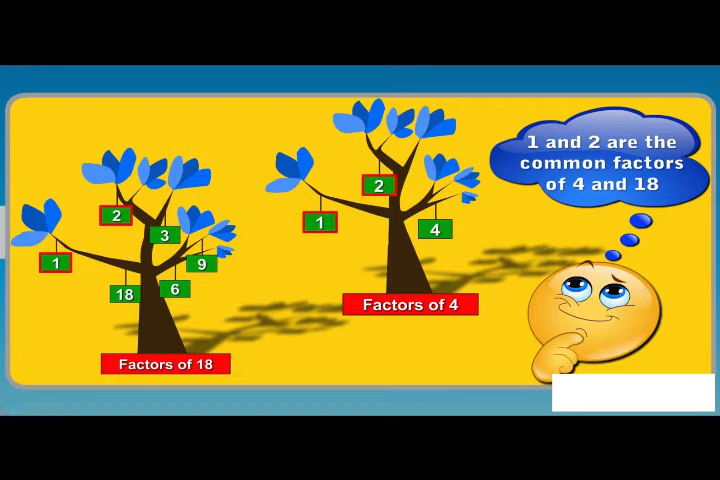 1 and 2 are the
common factors
of 4 and 18
2
1
4
Factors of 4
2
3
1
9
18
6
Factors of 18